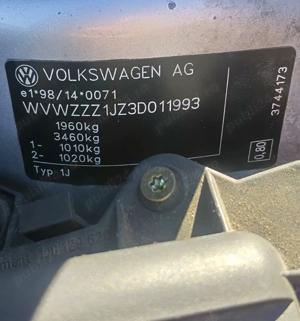 VOLKSWAGEN AG
e1*98/14*0071
WVWZZZ1JZ3D011993
1960kg
3460kg
1- 1010kg
2- 1020kg
Typ 1J
3744173
0,80